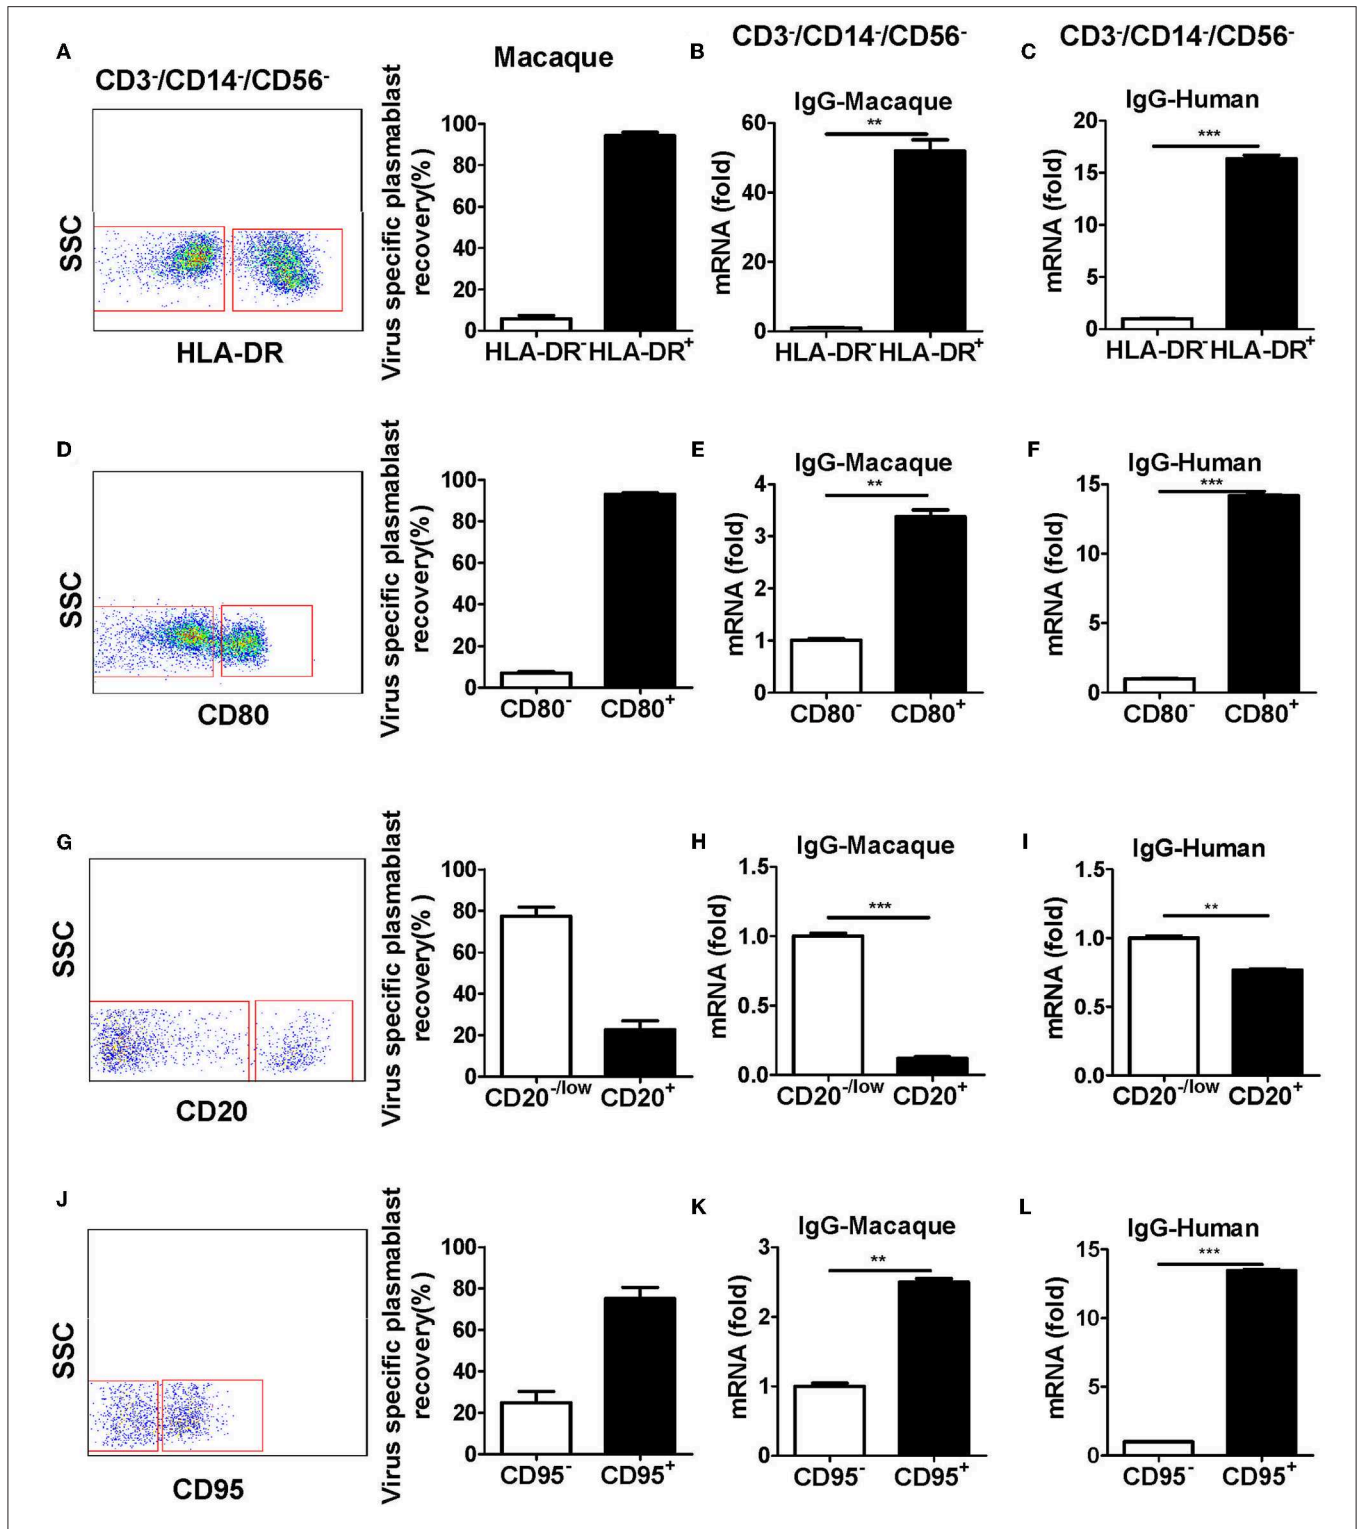 A
CD3-/CD14-/CD56-
SSC
HLA-DR
Macaque
Virus specific plasmablast
recovery(%)
100
80
60
40
20
0
HLA-DR- HLA-DR+
B
CD3-/CD14-/CD56-
IgG-Macaque
**
mRNA (fold)
60
40
20
0
HLA-DR- HLA-DR+
C
CD3-/CD14-/CD56-
IgG-Human
***
mRNA (fold)
20
15
10
5
0
HLA-DR- HLA-DR+
D
SSC
CD80
Virus specific plasmablast
recovery(%)
100
80
60
40
20
0
CD80- CD80+
E
IgG-Macaque
**
mRNA (fold)
4
3
2
1
0
CD80- CD80+
F
IgG-Human
***
mRNA (fold)
15
10
5
0
CD80- CD80+
G
SSC
CD20
Virus specific plasmablast
recovery(%)
100
80
60
40
20
0
CD20-/low CD20+
H
IgG-Macaque
***
mRNA (fold)
1.5
1.0
0.5
0.0
CD20-/low CD20+
I
IgG-Human
**
mRNA (fold)
1.5
1.0
0.5
0.0
CD20-/low CD20+
J
SSC
CD95
Virus specific plasmablast
recovery(%)
100
80
60
40
20
0
CD95- CD95+
K
IgG-Macaque
**
mRNA (fold)
3
2
1
0
CD95- CD95+
L
IgG-Human
***
mRNA (fold)
15
10
5
0
CD95- CD95+